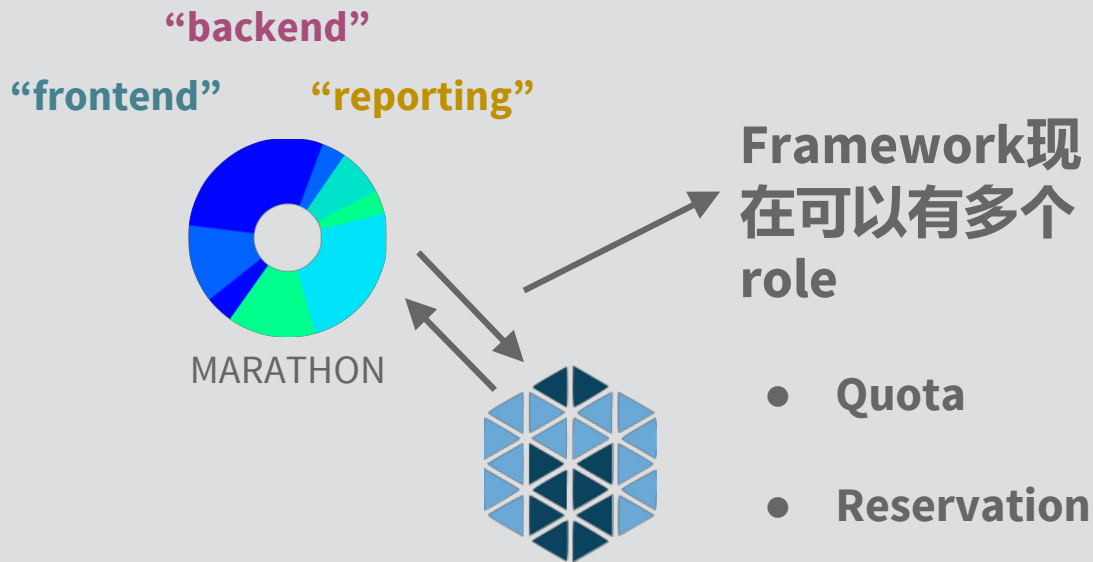 “backend”
“frontend”
“reporting”
MARATHON
Framework现
在可以有多个
role
● Quota
● Reservation